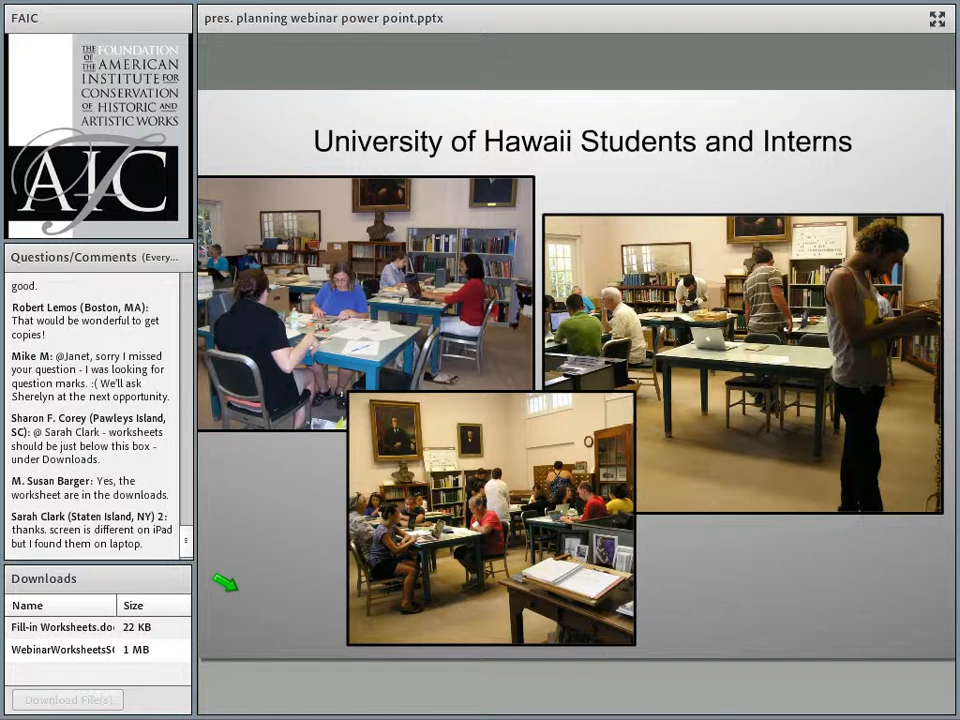 FAIC
THE FOUNDATION
OF THE AMERICAN
INSTITUTE FOR
CONSERVATION
OF HISTORIC AND
ARTISTIC WORKS
AIC
Questions/Comments (Every...
good.
Robert Lemos (Boston, MA):
That would be wonderful to get
copies!
Mike M: @Janet, sorry I missed
your question - I was looking for
question marks. :( We'll ask
Sherelyn at the next opportunity.
Sharon F. Corey (Pawleys Island,
SC): @ Sarah Clark - worksheets
should be just below this box -
under Downloads.
M. Susan Barger: Yes, the
worksheet are in the downloads.
Sarah Clark (Staten Island, NY) 2:
thanks. screen is different on iPad
but I found them on laptop.
Downloads
Name Size
Fill-in Worksheets.do 22 KB
WebinarWorksheetsS 1 MB
Download File(s)
pres. planning webinar power point.pptx
University of Hawaii Students and Interns